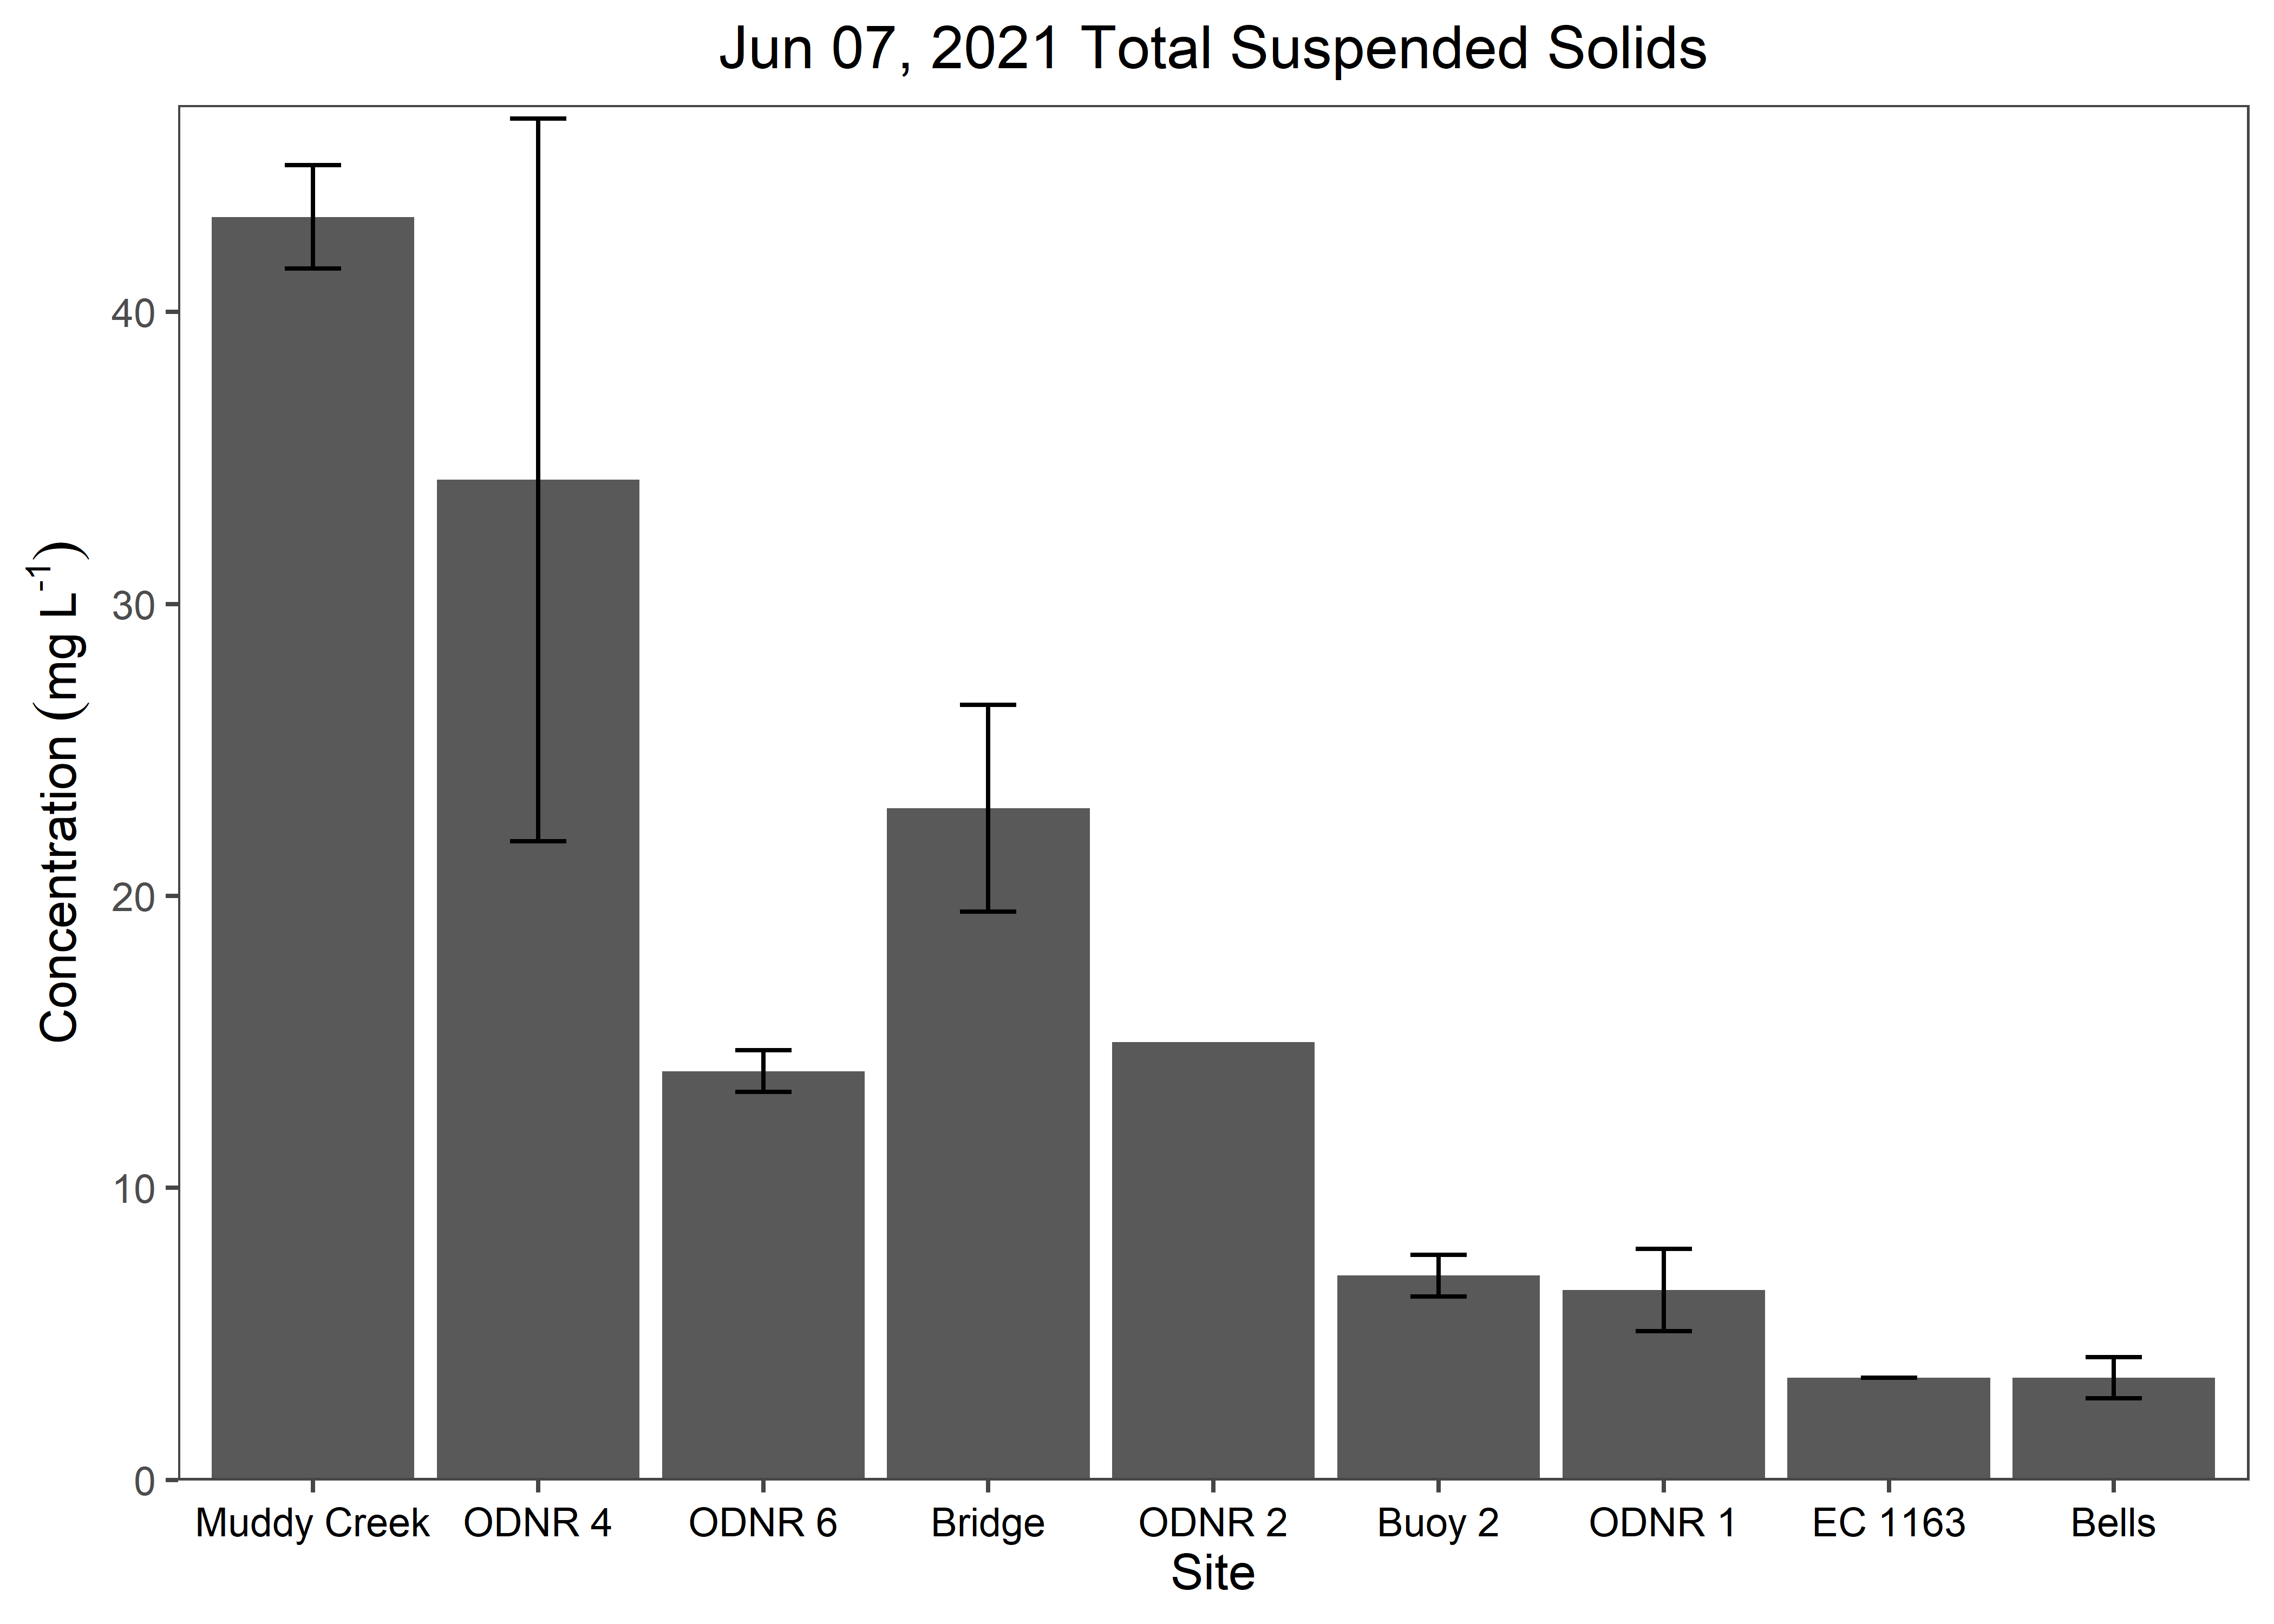 Jun 07, 2021 Total Suspended Solids
Concentration (mg L-1)
40
30
20
10
0
Muddy Creek ODNR 4 ODNR 6 Bridge ODNR 2 Buoy 2 ODNR 1 EC 1163 Bells
Site